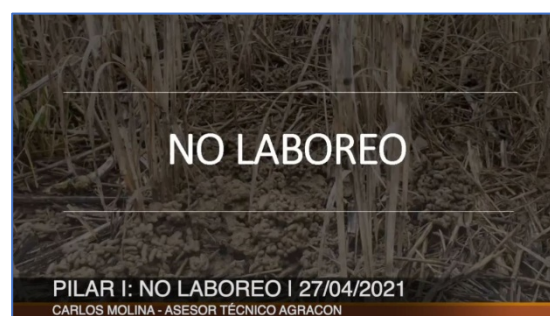 NO LABOREO
PILAR I: NO LABOREO | 27/04/2021
CARLOS MOLINA - ASESOR TÉCNICO AGRACON